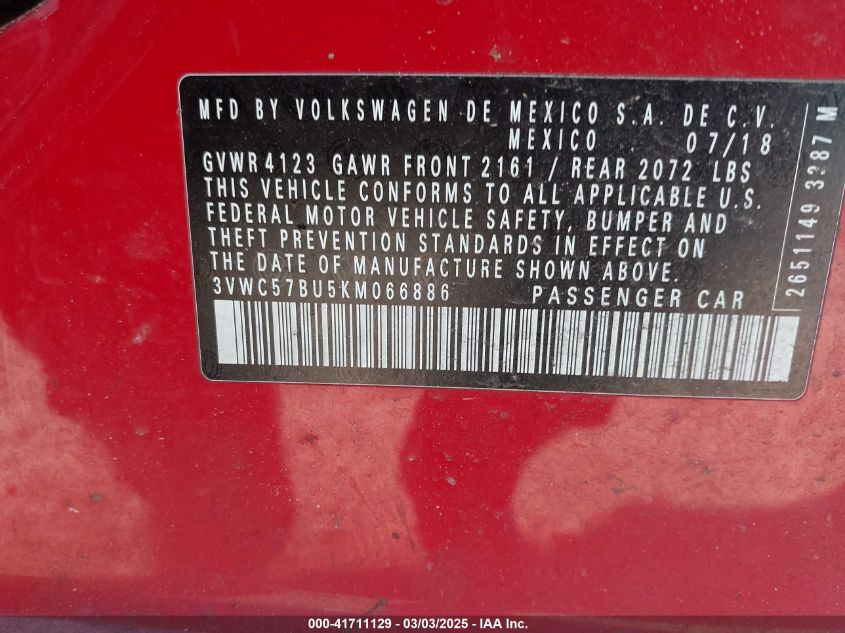 MFD BY VOLKSWAGEN DE MEXICO S.A. DE C.V.
MEXICO 07/18
GVWR 4123 GAWR FRONT 2161 / REAR 2072 LBS
THIS VEHICLE CONFORMS TO ALL APPLICABLE U.S.
FEDERAL MOTOR VEHICLE SAFETY, BUMPER AND
THEFT PREVENTION STANDARDS IN EFFECT ON
THE DATE OF MANUFACTURE SHOWN ABOVE.
3VWC57BU5KM066886 PASSENGER CAR
2651149 3287 M
000-41711129 — 03/03/2025 — IAA Inc.